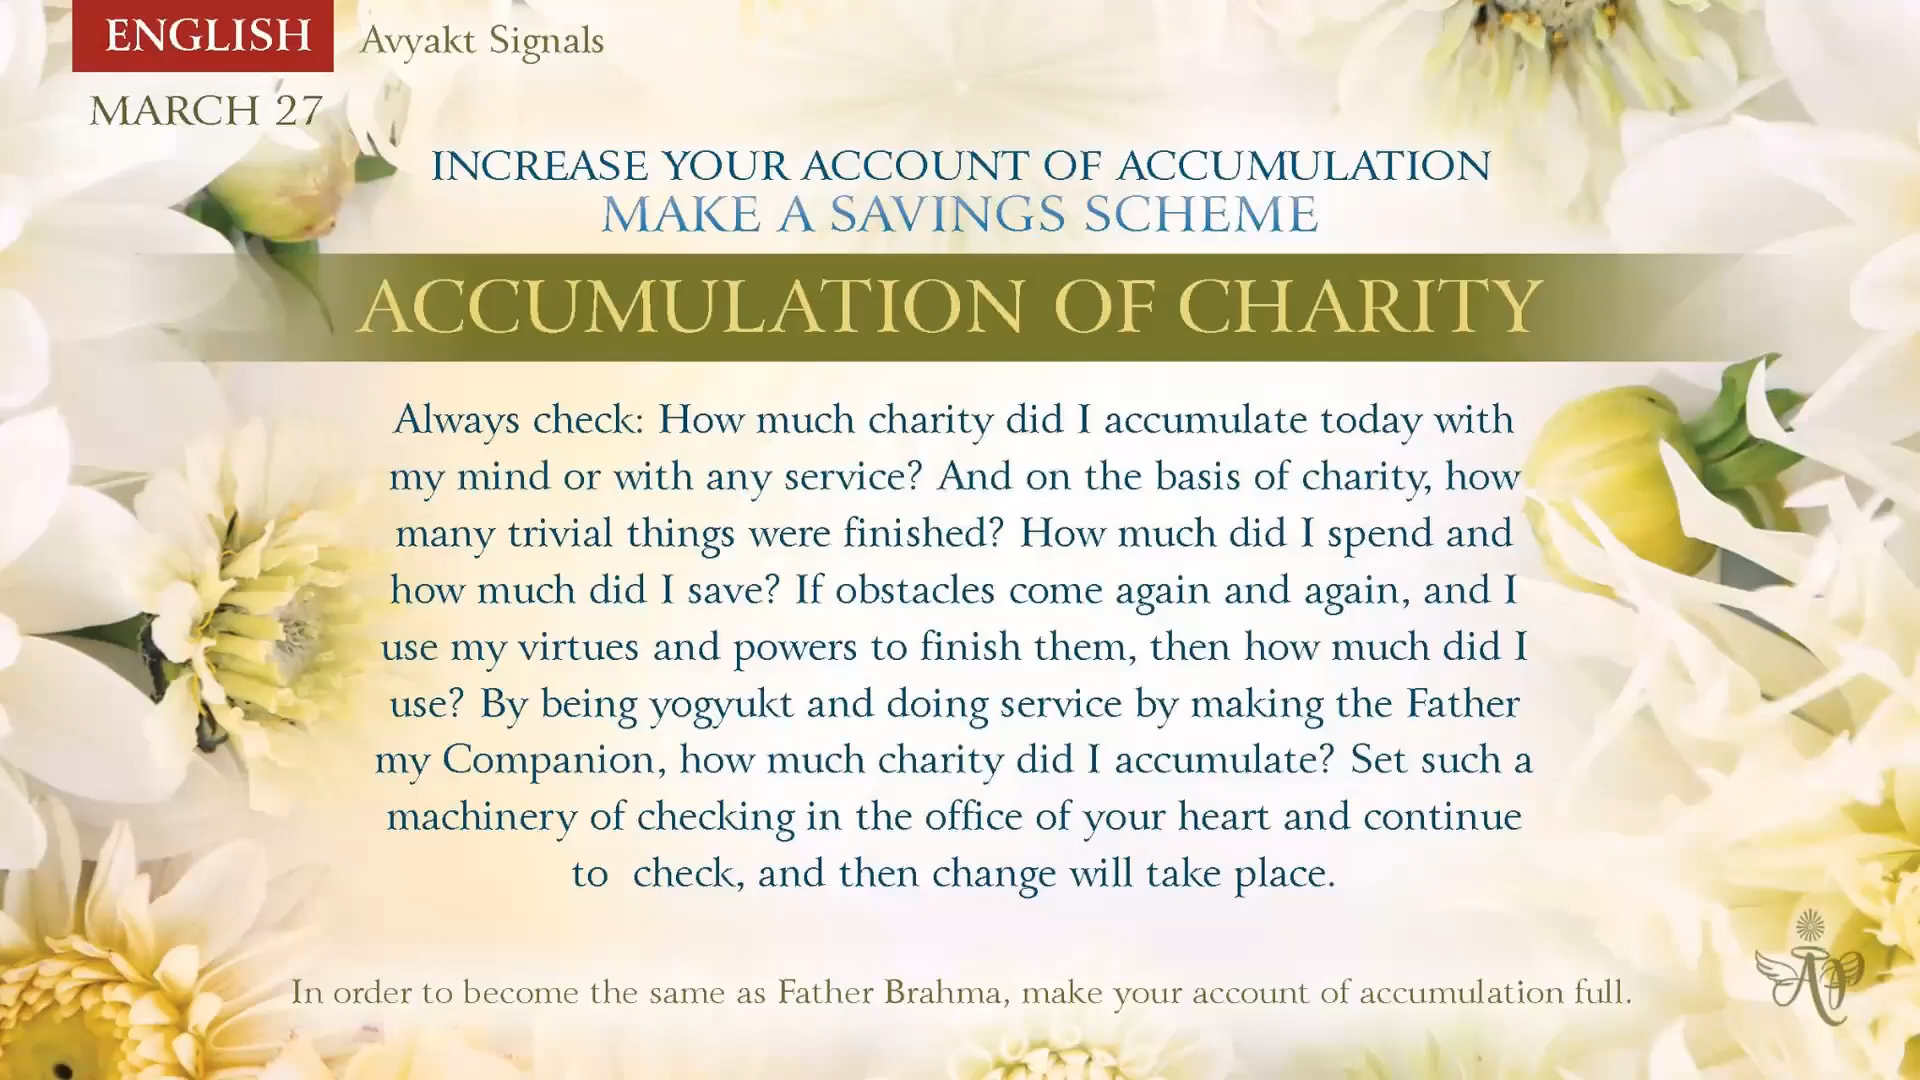 ENGLISH
Avyakt Signals
MARCH 27
INCREASE YOUR ACCOUNT OF ACCUMULATION
MAKE A SAVINGS SCHEME
ACCUMULATION OF CHARITY
Always check: How much charity did I accumulate today with
my mind or with any service? And on the basis of charity, how
many trivial things were finished? How much did I spend and
how much did I save? If obstacles come again and again, and I
use my virtues and powers to finish them, then how much did I
use? By being yogyukt and doing service by making the Father
my Companion, how much charity did I accumulate? Set such a
machinery of checking in the office of your heart and continue
to check, and then change will take place.
In order to become the same as Father Brahma, make your account of accumulation full.